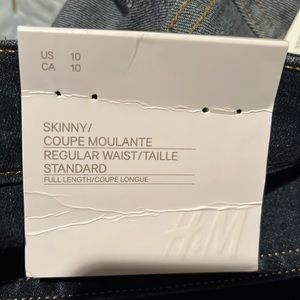 US 10
CA 10
SKINNY/
COUPE MOULANTE
REGULAR WAIST/TAILLE
STANDARD
FULL LENGTH/COUPE LONGUE
H&M